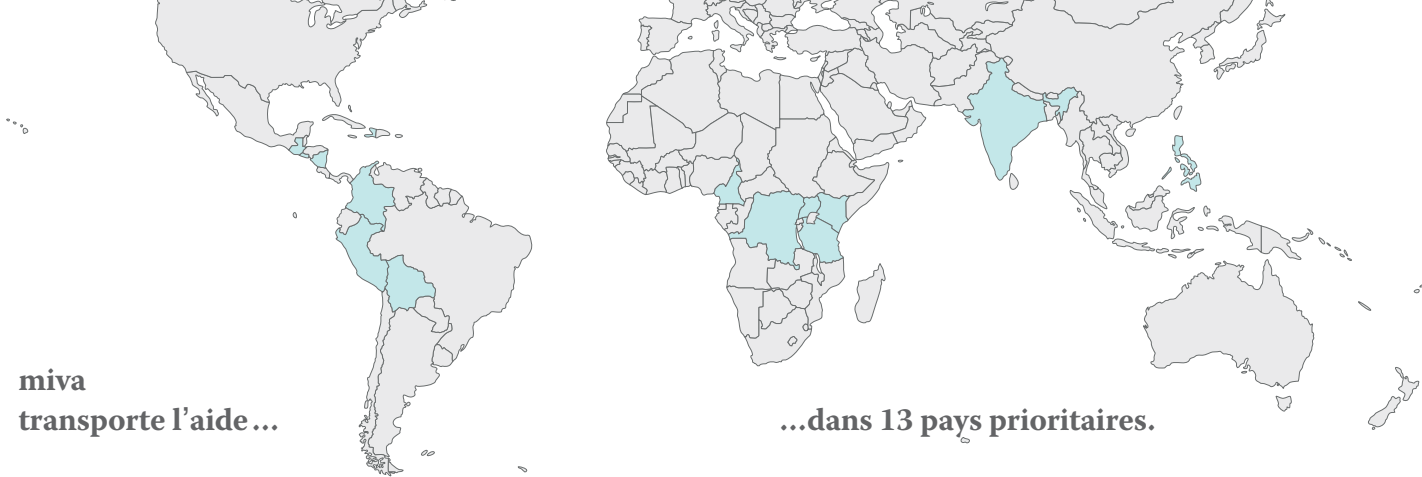 miva
transporte l’aide…
…dans 13 pays prioritaires.